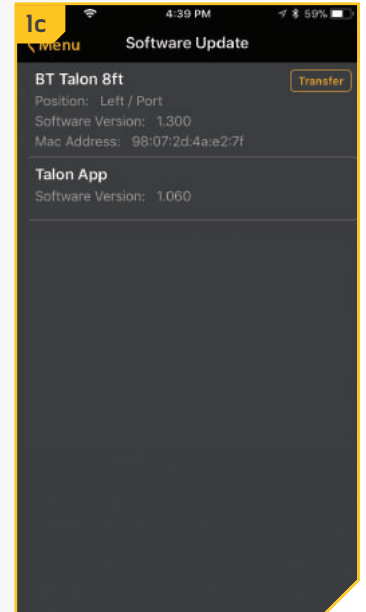 1c
4:39 PM
59%
Menu
Software Update
BT Talon 8ft
Transfer
Position: Left / Port
Software Version: 1.300
Mac Address: 98:07:2d:4a:e2:7f
Talon App
Software Version: 1.060